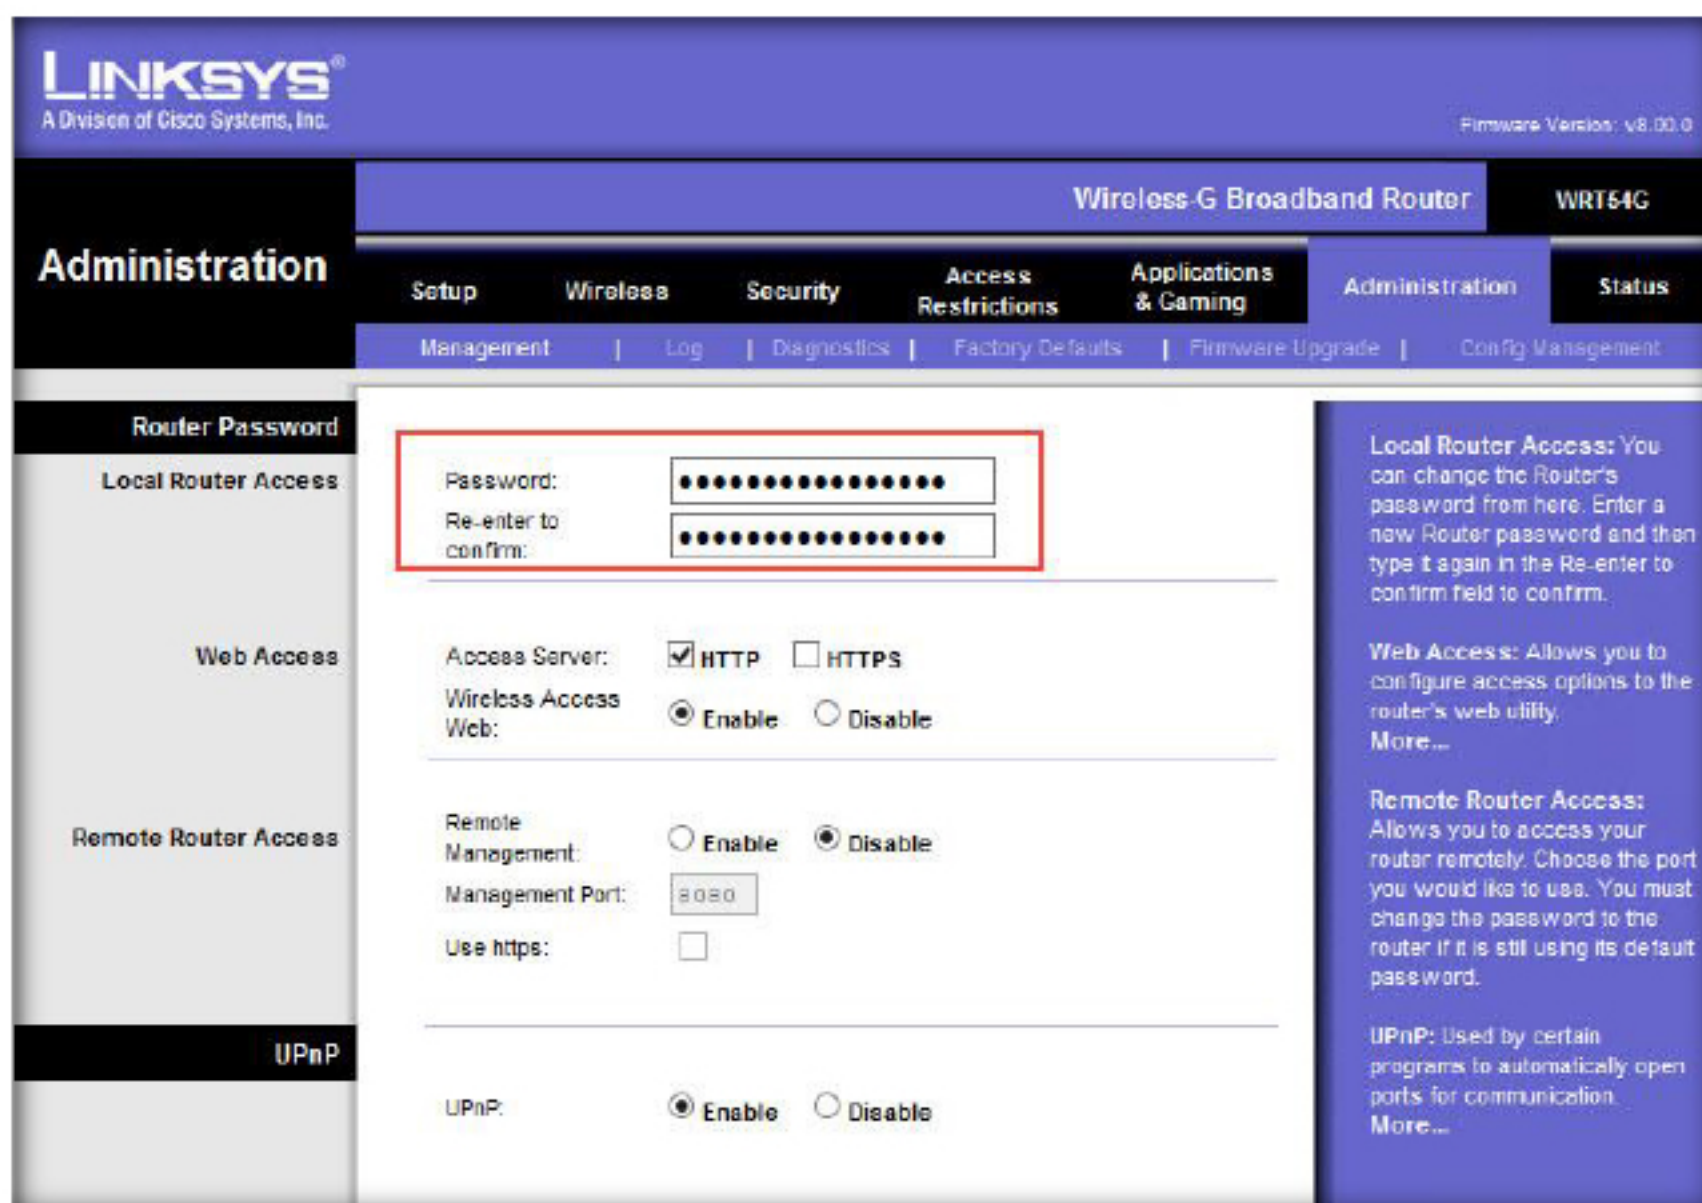 LINKSYS®
A Division of Cisco Systems, Inc.
Firmware Version: v8.00.0
Wireless-G Broadband Router
WRT54G
Administration
Setup
Wireless
Security
Access
Restrictions
Applications
& Gaming
Administration
Status
Management | Log | Diagnostics | Factory Defaults | Firmware Upgrade | Config Management
Router Password
Local Router Access
Password: ••••••••••••••••
Re-enter to
confirm: ••••••••••••••••
Web Access
Access Server: HTTP HTTPS
Wireless Access
Web: Enable Disable
Remote Router Access
Remote
Management: Enable Disable
Management Port: 8080
Use https:
UPnP
UPnP: Enable Disable
Local Router Access: You
can change the Router's
password from here. Enter a
new Router password and then
type it again in the Re-enter to
confirm field to confirm.
Web Access: Allows you to
configure access options to the
router's web utility.
More...
Remote Router Access:
Allows you to access your
router remotely. Choose the port
you would like to use. You must
change the password to the
router if it is still using its default
password.
UPnP: Used by certain
programs to automatically open
ports for communication.
More...